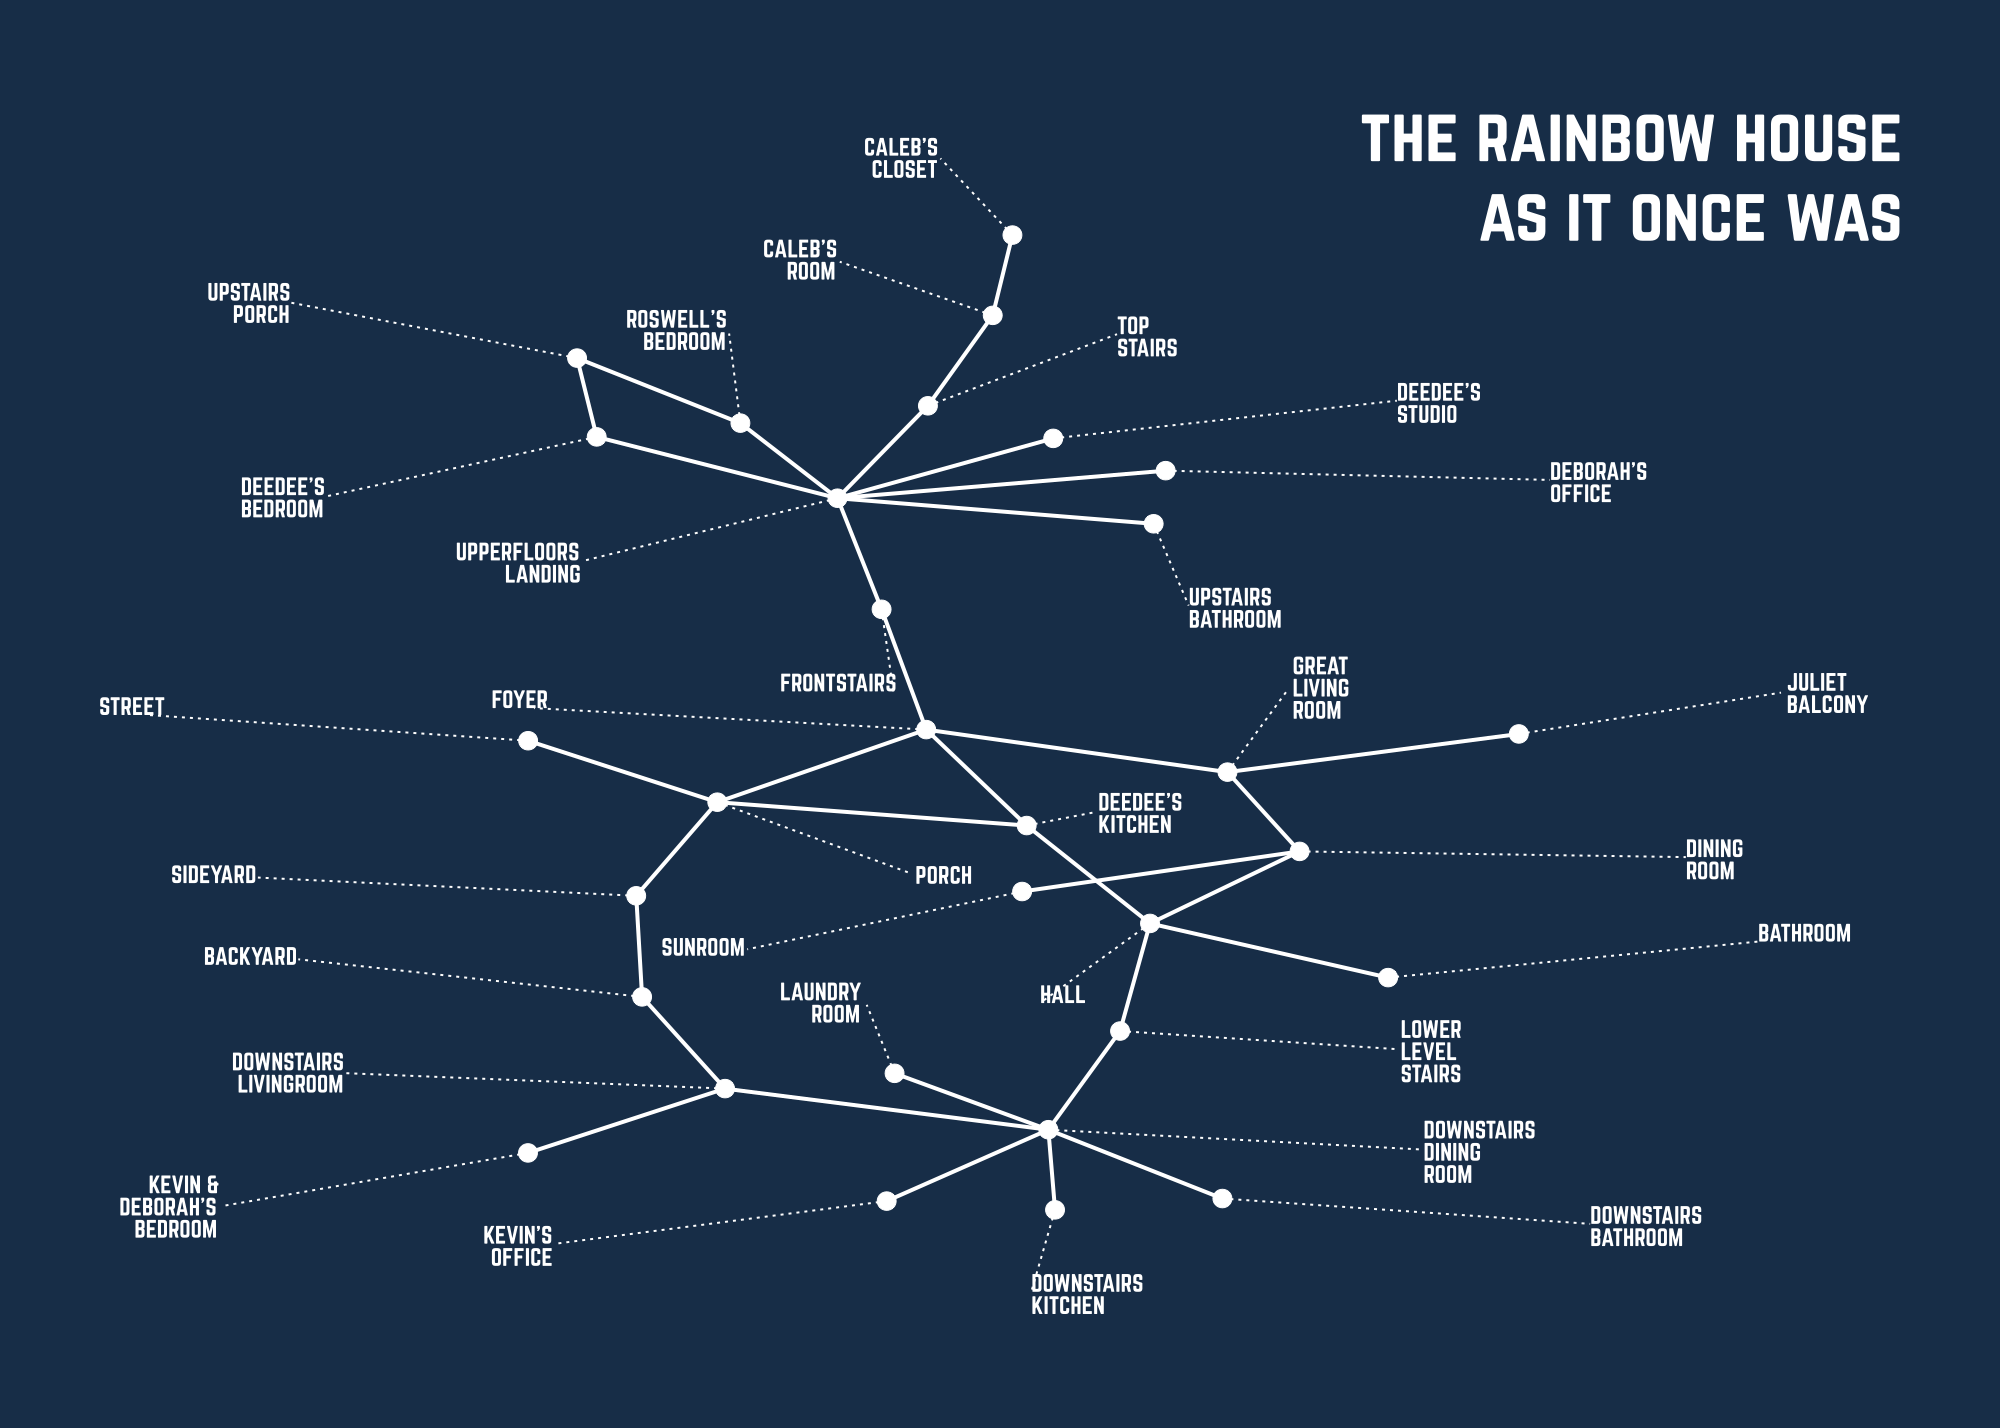 THE RAINBOW HOUSE
AS IT ONCE WAS
CALEB'S
CLOSET
CALEB'S
ROOM
UPSTAIRS
PORCH
ROSWELL'S
BEDROOM
TOP
STAIRS
DEEDEE'S
STUDIO
DEBORAH'S
OFFICE
DEEDEE'S
BEDROOM
UPPERFLOORS
LANDING
UPSTAIRS
BATHROOM
FRONTSTAIRS
GREAT
LIVING
ROOM
JULIET
BALCONY
STREET
FOYER
DEEDEE'S
KITCHEN
DINING
ROOM
SIDEYARD
PORCH
SUNROOM
BATHROOM
BACKYARD
LAUNDRY
ROOM
HALL
LOWER
LEVEL
STAIRS
DOWNSTAIRS
LIVINGROOM
DOWNSTAIRS
DINING
ROOM
KEVIN &
DEBORAH'S
BEDROOM
KEVIN'S
OFFICE
DOWNSTAIRS
BATHROOM
DOWNSTAIRS
KITCHEN